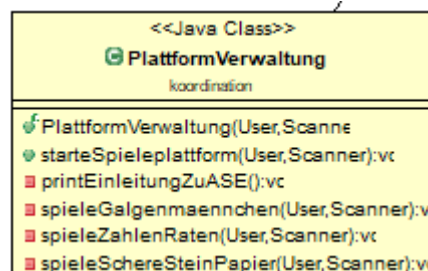 <<Java Class>>
PlattformVerwaltung
koordination
PlattformVerwaltung(User,Scanne
starteSpieleplattform(User,Scanner):vc
printEinleitungZuASE():vc
spieleGalgenmaennchen(User,Scanner):v
spieleZahlenRaten(User,Scanner):vc
spieleSchereSteinPapier(User,Scanner):vc